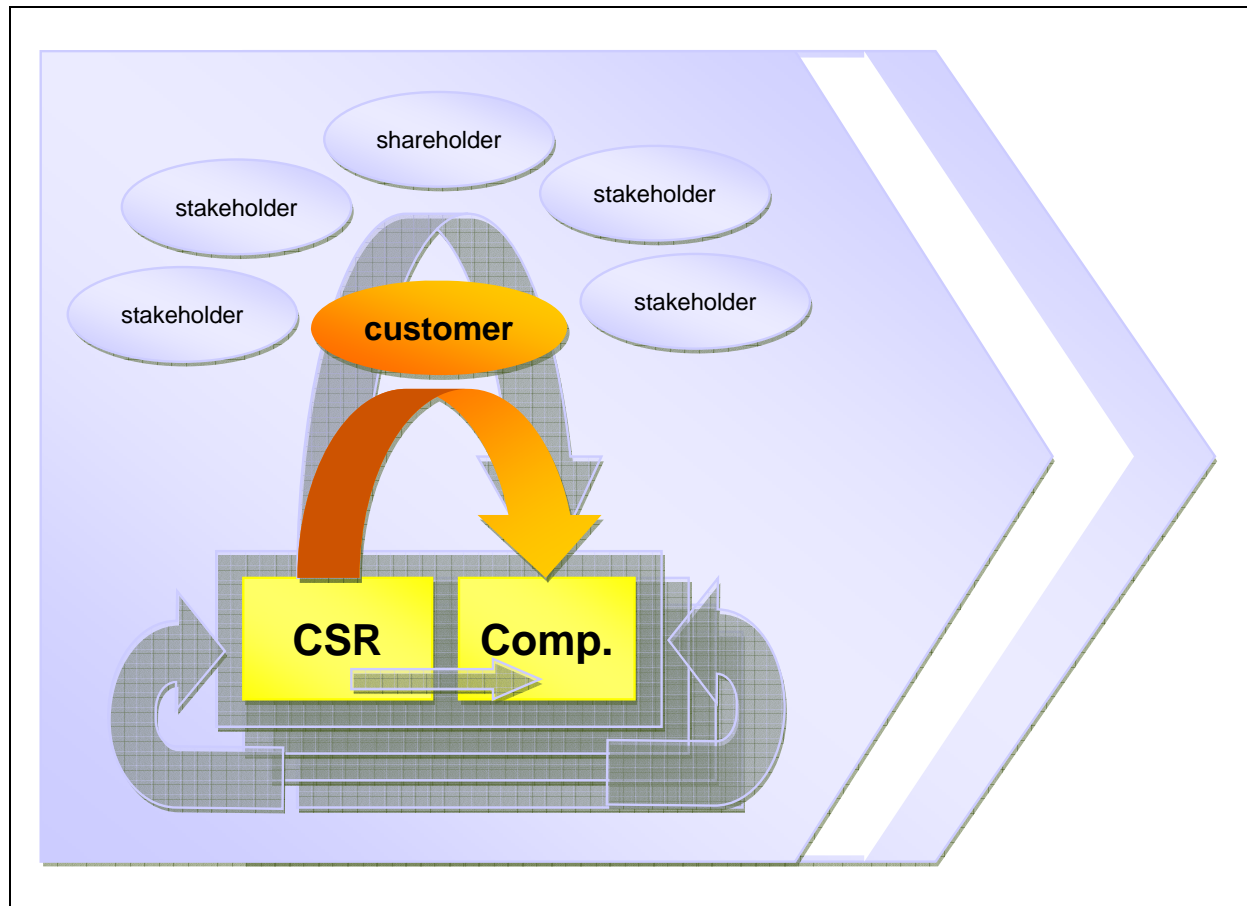 shareholder
stakeholder
stakeholder
stakeholder
stakeholder
customer
CSR
Comp.